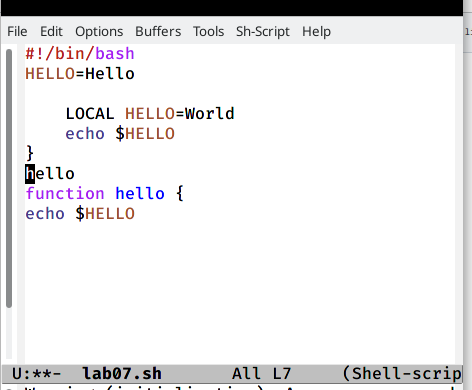 File Edit Options Buffers Tools Sh-Script Help
#!/bin/bash
HELLO=Hello
LOCAL HELLO=World
echo $HELLO
}
hello
function hello {
echo $HELLO
U:**- lab07.sh All L7 (Shell-scrip